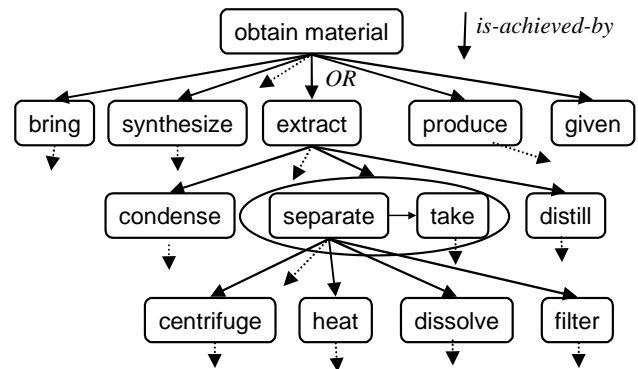 obtain material
is-achieved-by
OR
bring
synthesize
extract
produce
given
condense
separate
take
distill
centrifuge
heat
dissolve
filter